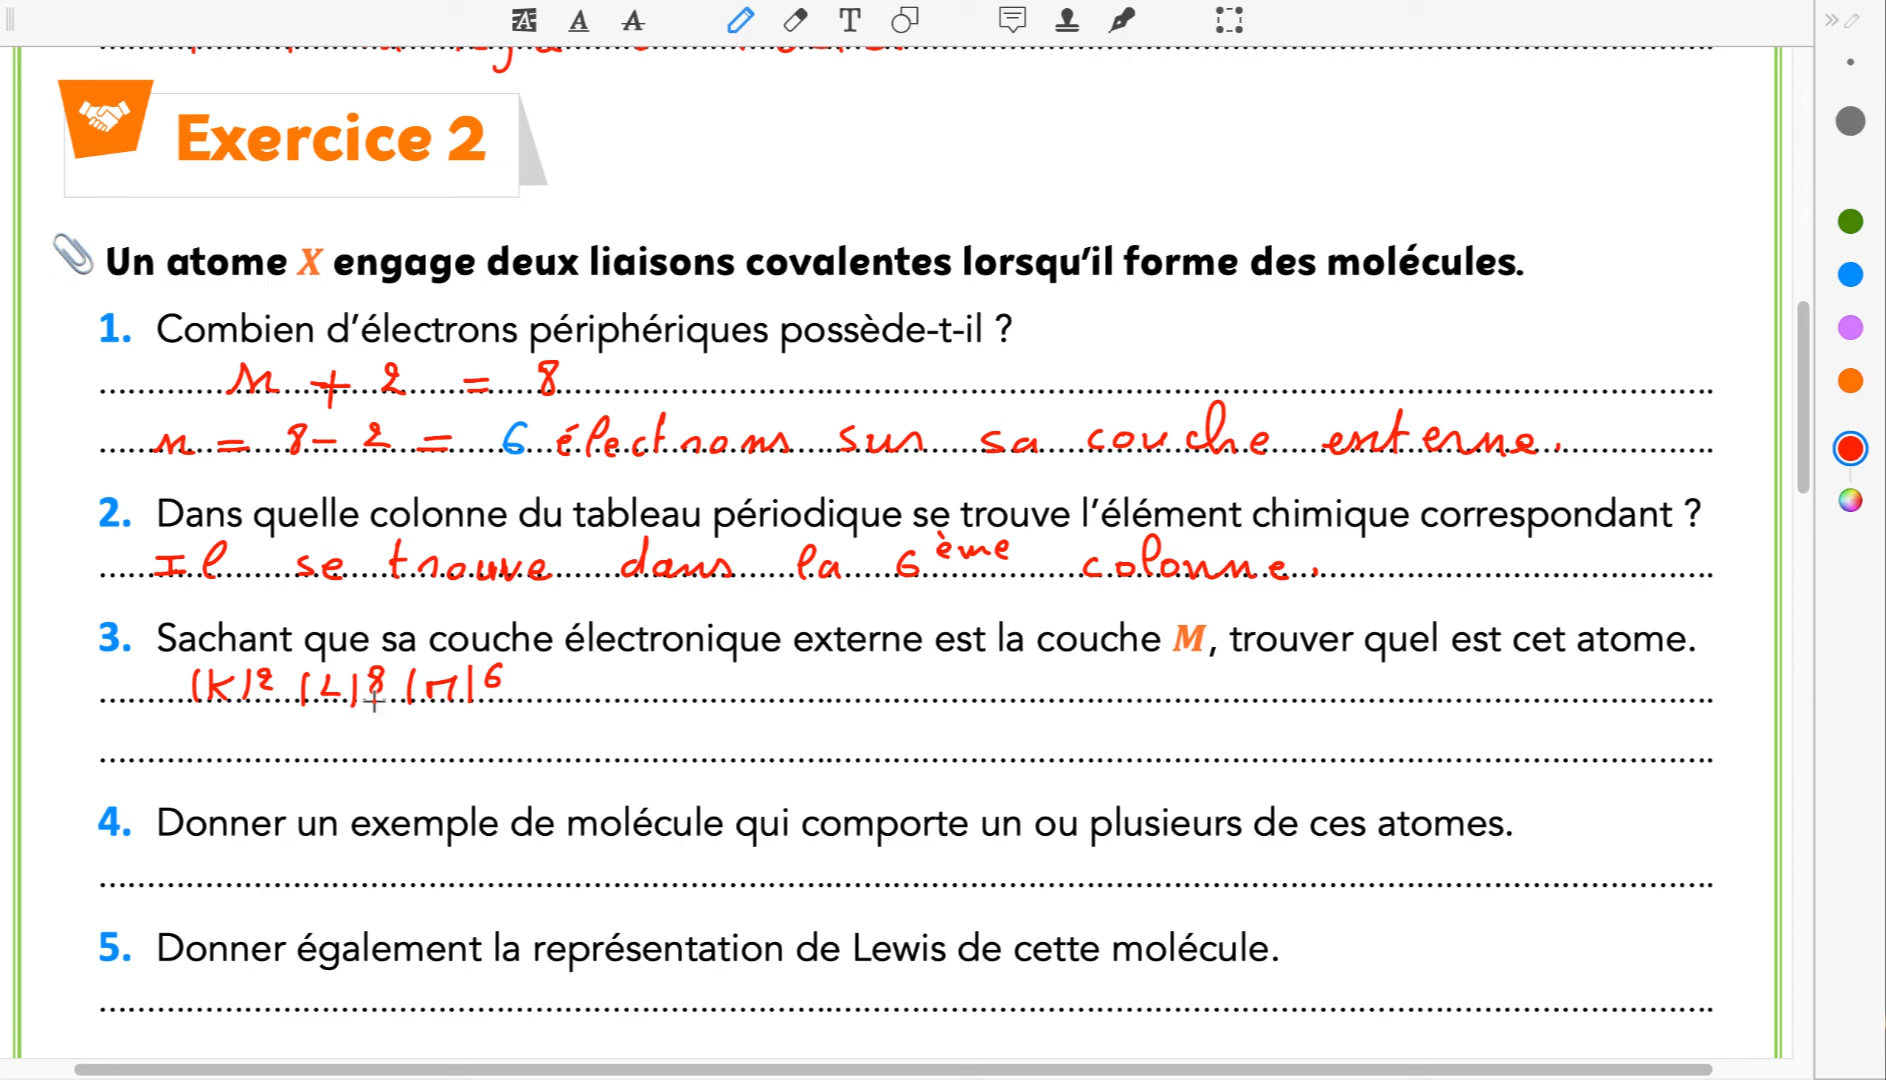 Exercice 2
Un atome X engage deux liaisons covalentes lorsqu'il forme des molécules.
1. Combien d'électrons périphériques possède-t-il ?
n + 2 = 8
n = 8 - 2 = 6 électrons sur sa couche externe.
2. Dans quelle colonne du tableau périodique se trouve l'élément chimique correspondant ?
Il se trouve dans la 6ème colonne.
3. Sachant que sa couche électronique externe est la couche M, trouver quel est cet atome.
(K)2 (L)8 (M)6
4. Donner un exemple de molécule qui comporte un ou plusieurs de ces atomes.
5. Donner également la représentation de Lewis de cette molécule.